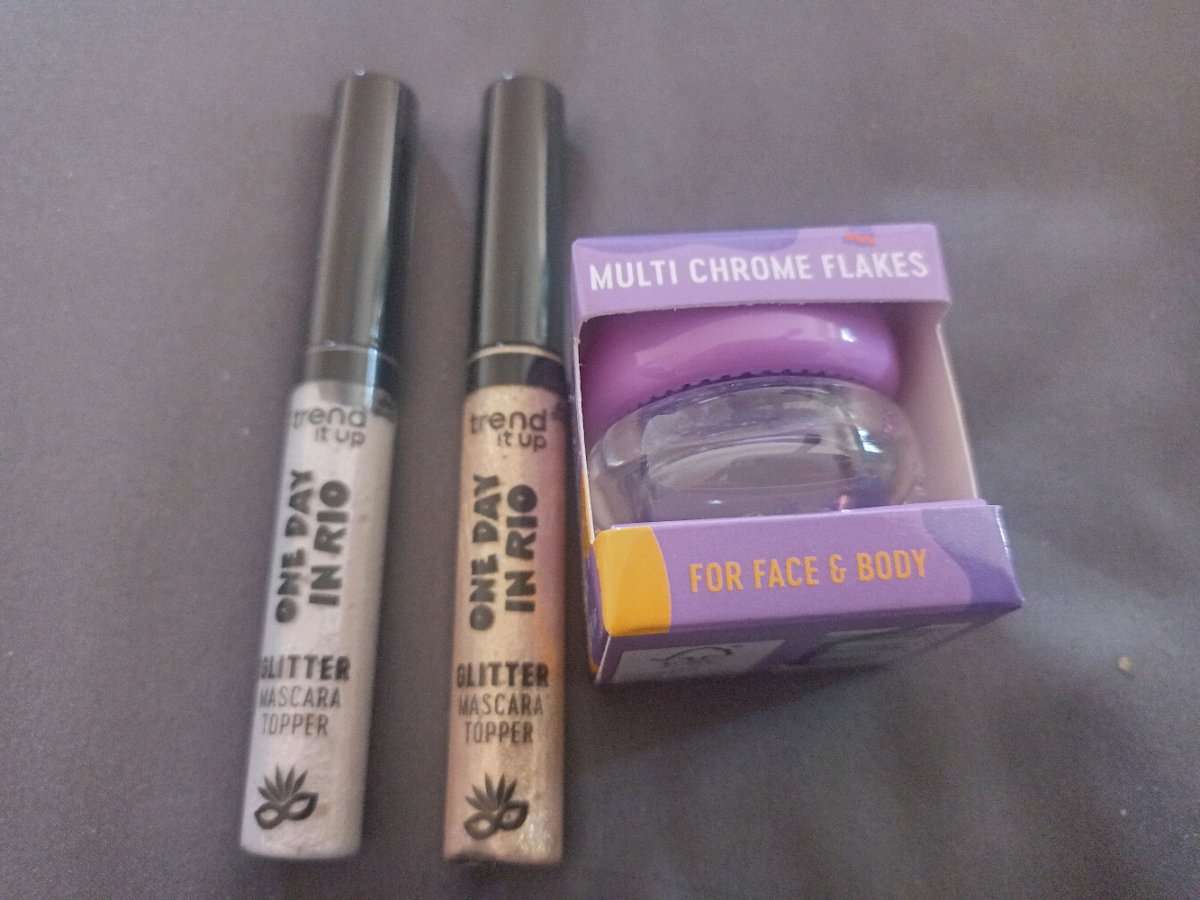 trend
it up
ONE DAY
IN RIO
GLITTER
MASCARA
TOPPER
trend
it up
ONE DAY
IN RIO
GLITTER
MASCARA
TOPPER
MULTI CHROME FLAKES
FOR FACE & BODY